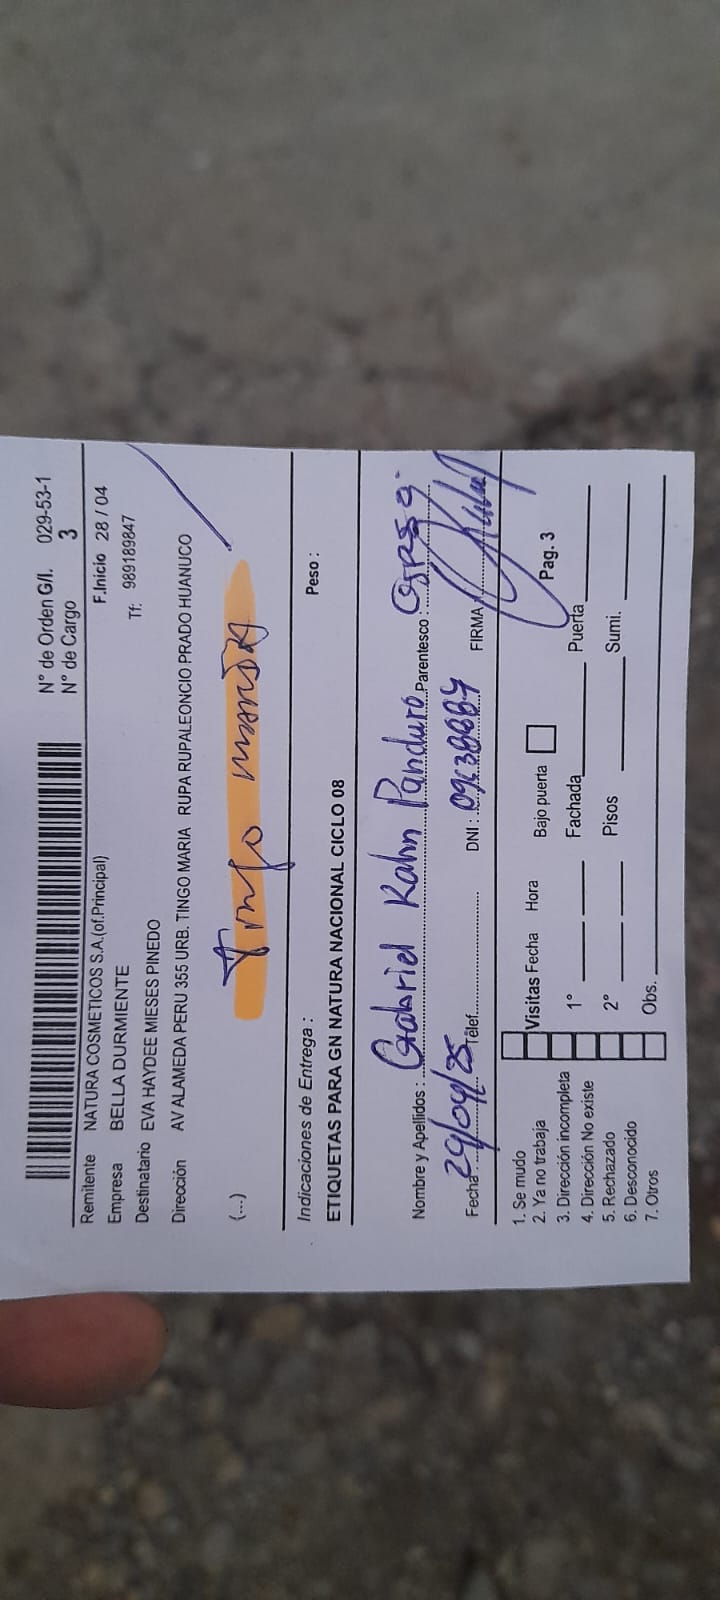 N° de Orden G/I. 029-53-1
N° de Cargo 3
Remitente NATURA COSMETICOS S.A.(of.Principal)
Empresa BELLA DURMIENTE F.Inicio 28 / 04
Destinatario EVA HAYDEE MIESES PINEDO Tf: 989189847
Dirección AV ALAMEDA PERU 355 URB. TINGO MARIA RUPA RUPALEONCIO PRADO HUANUCO
(...) Tingo maria
Indicaciones de Entrega : Peso :
ETIQUETAS PARA GN NATURA NACIONAL CICLO 08
Nombre y Apellidos : Gabriel Kahn Panduro Parentesco :
Fecha 29/04/25 Télef. DNI : FIRMA
1. Se mudo Visitas Fecha Hora Bajo puerta Pag. 3
2. Ya no trabaja
3. Dirección incompleta 1° Fachada Puerta
4. Dirección No existe
5. Rechazado 2° Pisos Sumi.
6. Desconocido
7. Otros Obs.